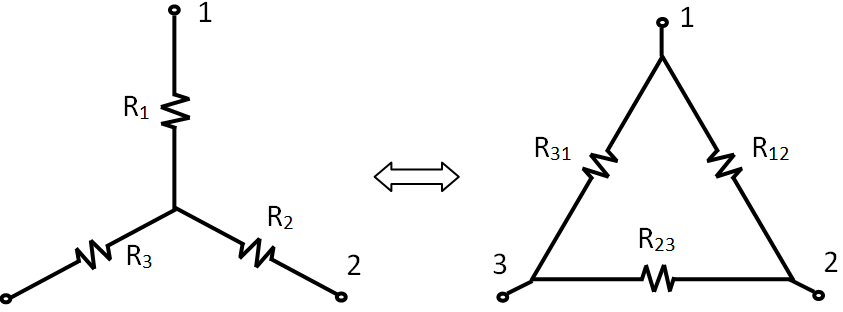 1
R₁
R₂
R₃
2
1
R₃₁
R₁₂
R₂₃
3
2